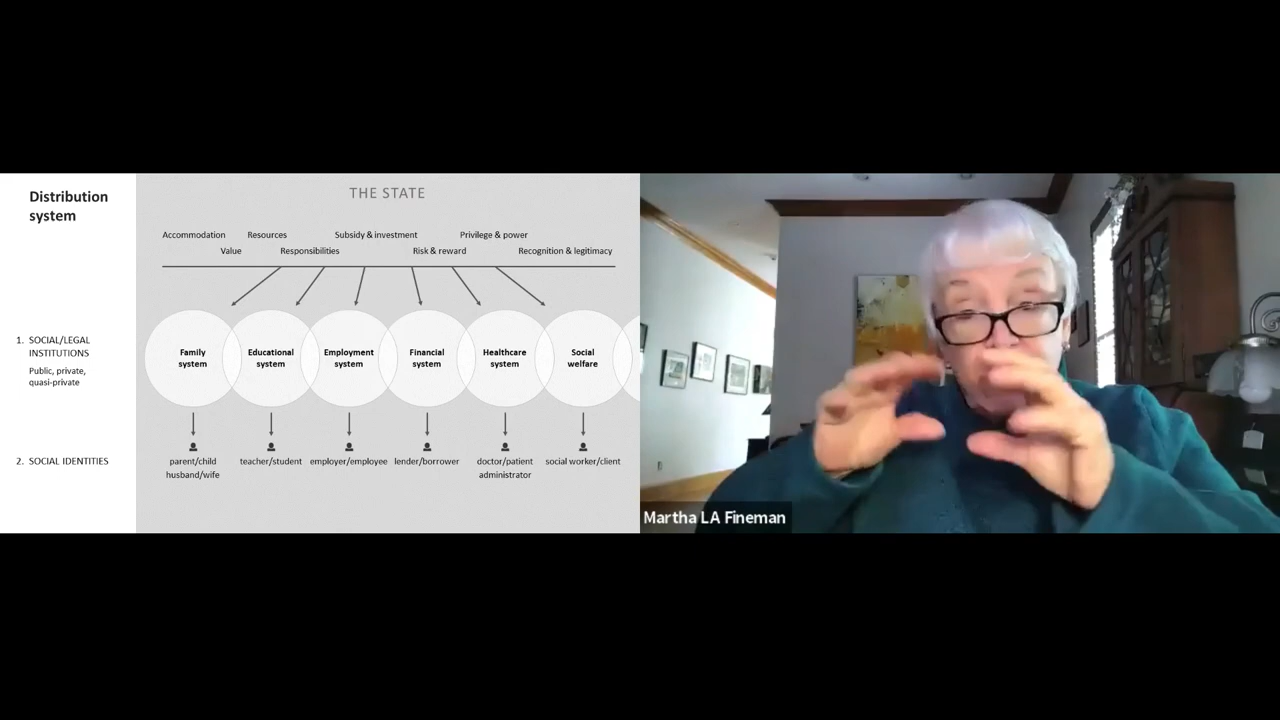 Distribution
system
THE STATE
Accommodation Resources Subsidy & investment Privilege & power
Value Responsibilities Risk & reward Recognition & legitimacy
1. SOCIAL/LEGAL
INSTITUTIONS
Public, private,
quasi-private
Family
system
Educational
system
Employment
system
Financial
system
Healthcare
system
Social
welfare
2. SOCIAL IDENTITIES
parent/child
husband/wife
teacher/student
employer/employee
lender/borrower
doctor/patient
administrator
social worker/client
Martha LA Fineman